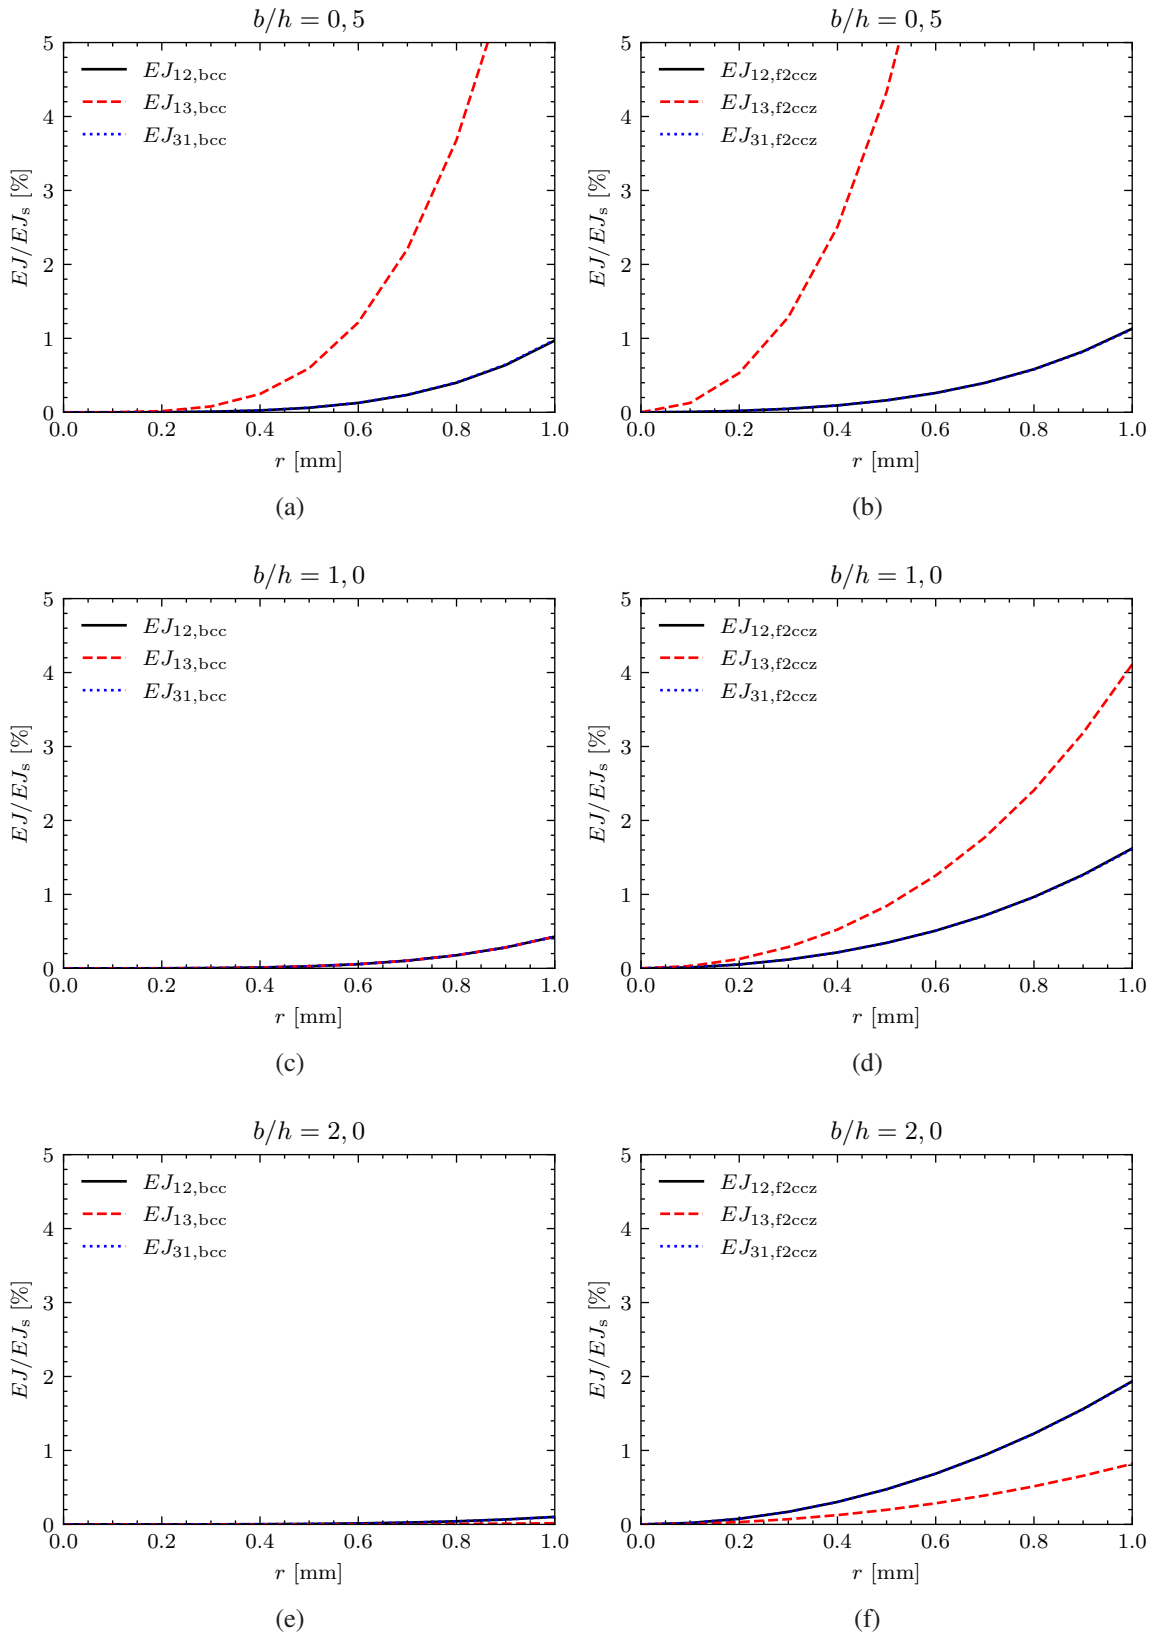 b/h = 0,5
EJ/EJs [%]
5
4
3
2
1
0
EJ12,bcc
EJ13,bcc
EJ31,bcc
0.0 0.2 0.4 0.6 0.8 1.0
r [mm]
(a)
b/h = 0,5
EJ/EJs [%]
5
4
3
2
1
0
EJ12,f2ccz
EJ13,f2ccz
EJ31,f2ccz
0.0 0.2 0.4 0.6 0.8 1.0
r [mm]
(b)
b/h = 1,0
EJ/EJs [%]
5
4
3
2
1
0
EJ12,bcc
EJ13,bcc
EJ31,bcc
0.0 0.2 0.4 0.6 0.8 1.0
r [mm]
(c)
b/h = 1,0
EJ/EJs [%]
5
4
3
2
1
0
EJ12,f2ccz
EJ13,f2ccz
EJ31,f2ccz
0.0 0.2 0.4 0.6 0.8 1.0
r [mm]
(d)
b/h = 2,0
EJ/EJs [%]
5
4
3
2
1
0
EJ12,bcc
EJ13,bcc
EJ31,bcc
0.0 0.2 0.4 0.6 0.8 1.0
r [mm]
(e)
b/h = 2,0
EJ/EJs [%]
5
4
3
2
1
0
EJ12,f2ccz
EJ13,f2ccz
EJ31,f2ccz
0.0 0.2 0.4 0.6 0.8 1.0
r [mm]
(f)